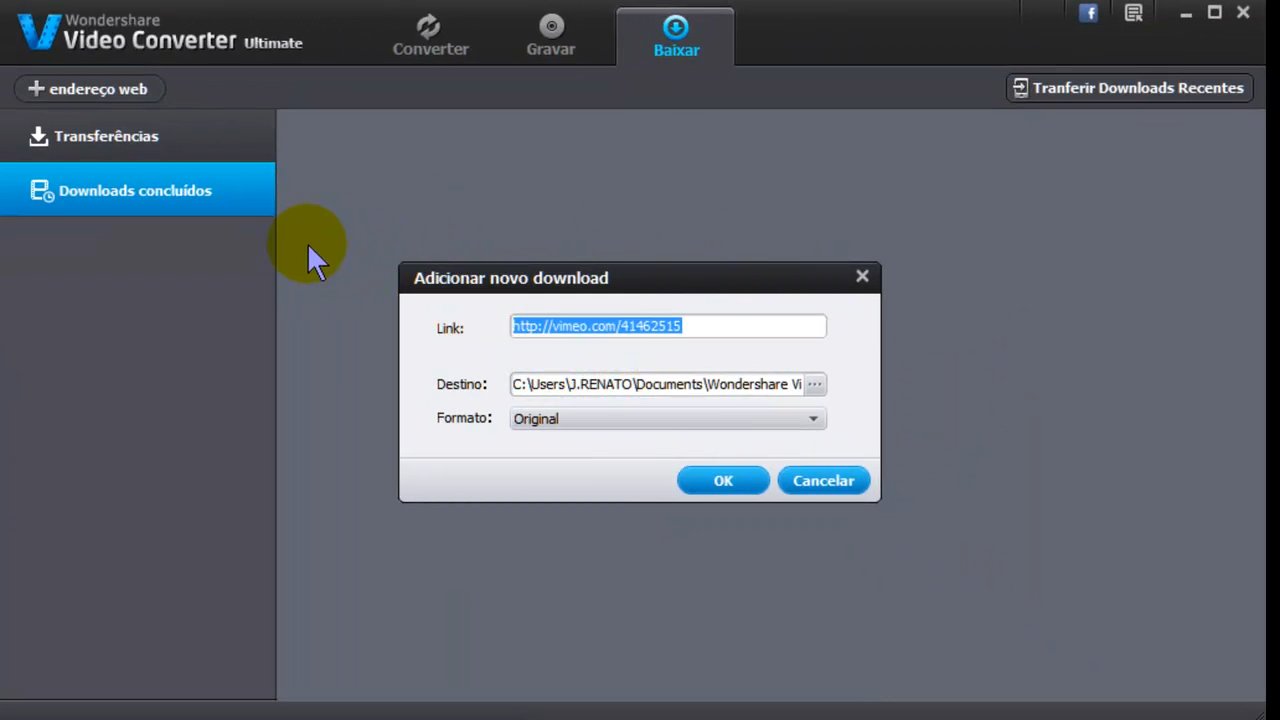 Wondershare
Video Converter Ultimate
Converter
Gravar
Baixar
f
+ endereço web
Tranferir Downloads Recentes
Transferências
Downloads concluídos
Adicionar novo download
Link:
http://vimeo.com/41462515
Destino:
C:\Users\J.RENATO\Documents\Wondershare Vi
...
Formato:
Original
OK
Cancelar